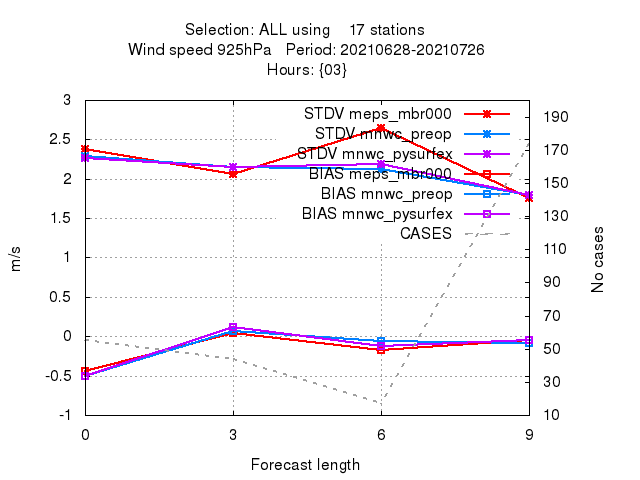 Selection: ALL using 17 stations
Wind speed 925hPa Period: 20210628-20210726
Hours: {03}
STDV meps_mbr000
STDV mnwc_preop
STDV mnwc_pysurfex
BIAS meps_mbr000
BIAS mnwc_preop
BIAS mnwc_pysurfex
CASES
3
2.5
2
1.5
1
0.5
0
-0.5
-1
m/s
190
170
150
130
110
90
70
50
30
10
No cases
0 3 6 9
Forecast length